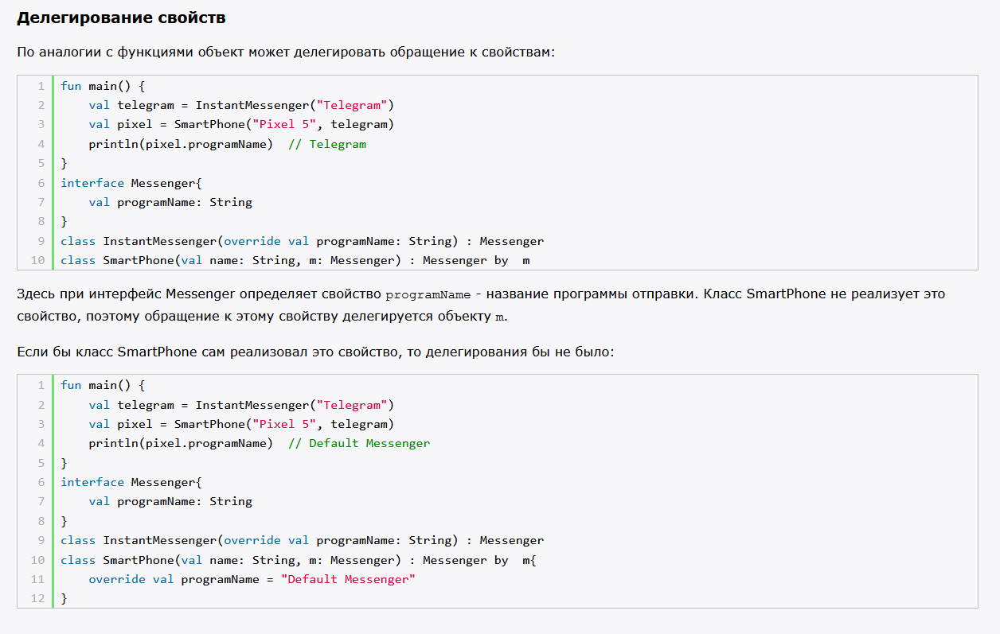 Делегирование свойств
По аналогии с функциями объект может делегировать обращение к свойствам:
1 fun main() {
2     val telegram = InstantMessenger("Telegram")
3     val pixel = SmartPhone("Pixel 5", telegram)
4     println(pixel.programName)  // Telegram
5 }
6 interface Messenger{
7     val programName: String
8 }
9 class InstantMessenger(override val programName: String) : Messenger
10 class SmartPhone(val name: String, m: Messenger) : Messenger by  m
Здесь при интерфейс Messenger определяет свойство programName - название программы отправки. Класс SmartPhone не реализует это
свойство, поэтому обращение к этому свойству делегируется объекту m.
Если бы класс SmartPhone сам реализовал это свойство, то делегирования бы не было:
1 fun main() {
2     val telegram = InstantMessenger("Telegram")
3     val pixel = SmartPhone("Pixel 5", telegram)
4     println(pixel.programName)  // Default Messenger
5 }
6 interface Messenger{
7     val programName: String
8 }
9 class InstantMessenger(override val programName: String) : Messenger
10 class SmartPhone(val name: String, m: Messenger) : Messenger by  m{
11     override val programName = "Default Messenger"
12 }